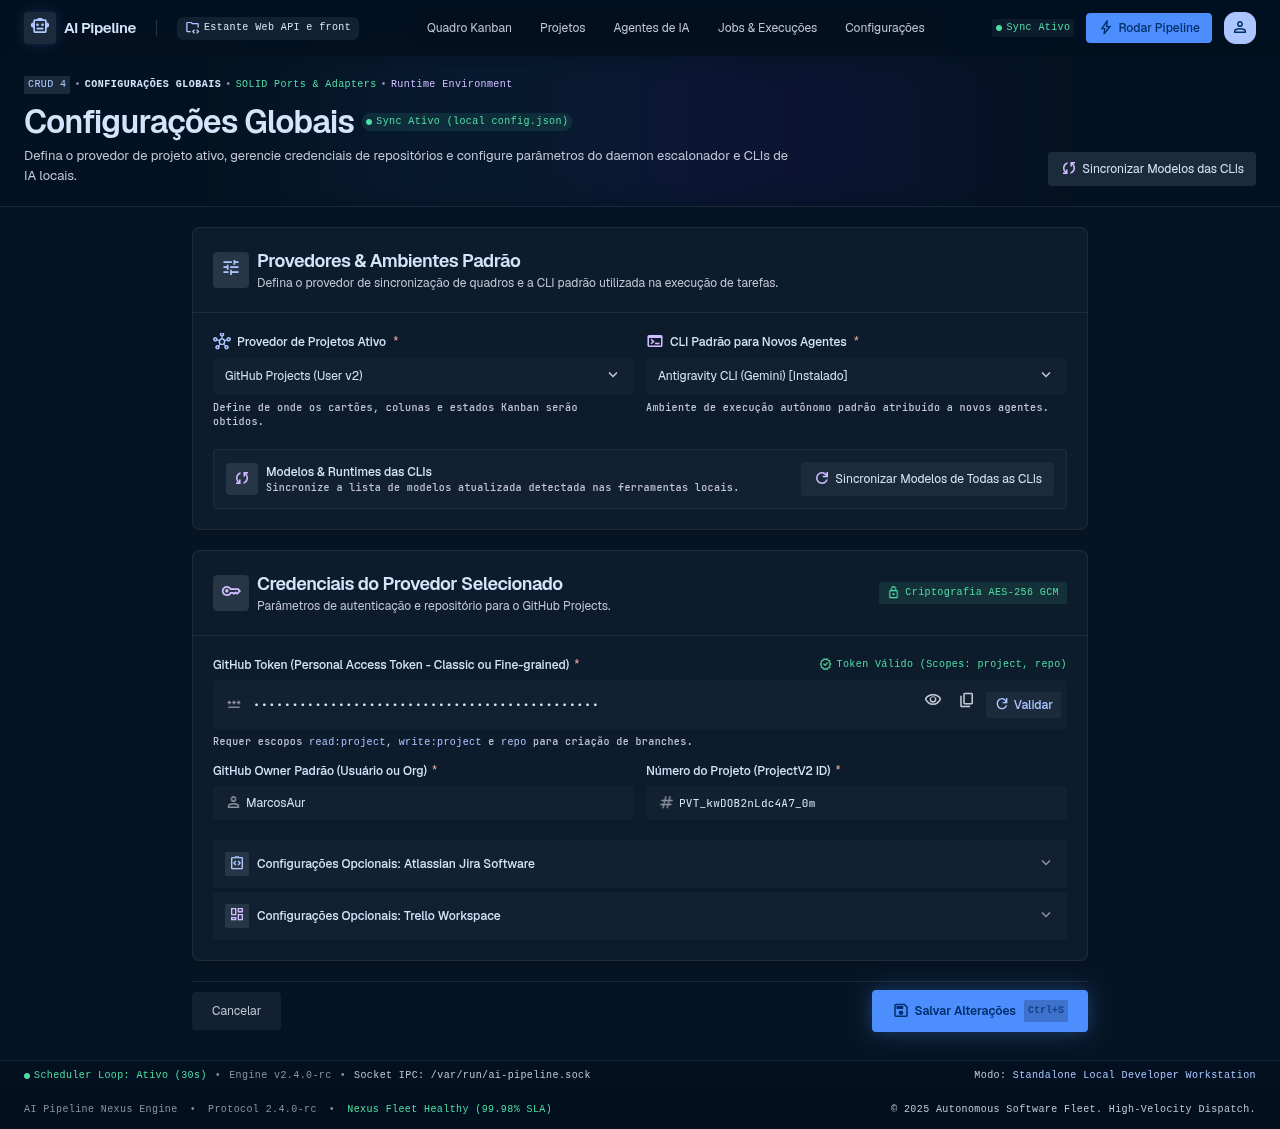 AI Pipeline
Estante Web API e front
Quadro Kanban
Projetos
Agentes de IA
Jobs & Execuções
Configurações
Sync Ativo
Rodar Pipeline
CRUD 4 • CONFIGURAÇÕES GLOBAIS • SOLID Ports & Adapters • Runtime Environment
Configurações Globais
Sync Ativo (local config.json)
Defina o provedor de projeto ativo, gerencie credenciais de repositórios e configure parâmetros do daemon escalonador e CLIs de
IA locais.
Sincronizar Modelos das CLIs
Provedores & Ambientes Padrão
Defina o provedor de sincronização de quadros e a CLI padrão utilizada na execução de tarefas.
Provedor de Projetos Ativo *
GitHub Projects (User v2)
Define de onde os cartões, colunas e estados Kanban serão
obtidos.
CLI Padrão para Novos Agentes *
Antigravity CLI (Gemini) [Instalado]
Ambiente de execução autônomo padrão atribuído a novos agentes.
Modelos & Runtimes das CLIs
Sincronize a lista de modelos atualizada detectada nas ferramentas locais.
Sincronizar Modelos de Todas as CLIs
Credenciais do Provedor Selecionado
Parâmetros de autenticação e repositório para o GitHub Projects.
Criptografia AES-256 GCM
GitHub Token (Personal Access Token - Classic ou Fine-grained) *
Token Válido (Scopes: project, repo)
•••••••••••••••••••••••••••••••••••••••••••••
Validar
Requer escopos read:project, write:project e repo para criação de branches.
GitHub Owner Padrão (Usuário ou Org) *
MarcosAur
Número do Projeto (ProjectV2 ID) *
# PVT_kwDOB2nLdc4A7_0m
Configurações Opcionais: Atlassian Jira Software
Configurações Opcionais: Trello Workspace
Cancelar
Salvar Alterações Ctrl+S
Scheduler Loop: Ativo (30s) • Engine v2.4.0-rc • Socket IPC: /var/run/ai-pipeline.sock
Modo: Standalone Local Developer Workstation
AI Pipeline Nexus Engine • Protocol 2.4.0-rc • Nexus Fleet Healthy (99.98% SLA)
© 2025 Autonomous Software Fleet. High-Velocity Dispatch.